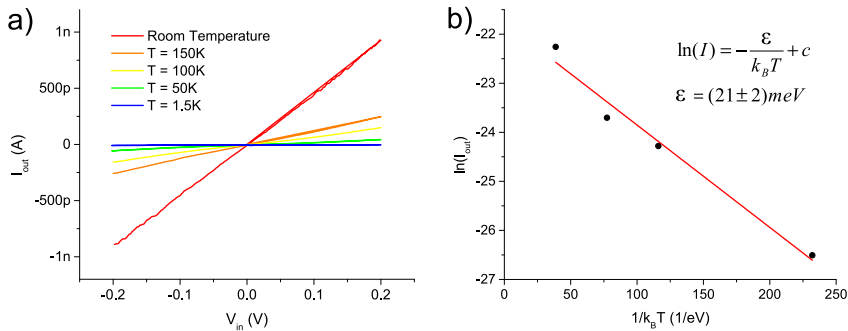 a)
1n
500p
0
-500p
-1n
I_out (A)
Room Temperature
T = 150K
T = 100K
T = 50K
T = 1,5K
-0.2
-0.1
0.0
0.1
0.2
V_in (V)
b)
-22
-23
-24
-25
-26
-27
ln(I_out)
ln(I) = -ε/(k_B T) + c
ε = (21 ± 2) meV
0
50
100
150
200
250
1/k_BT (1/eV)